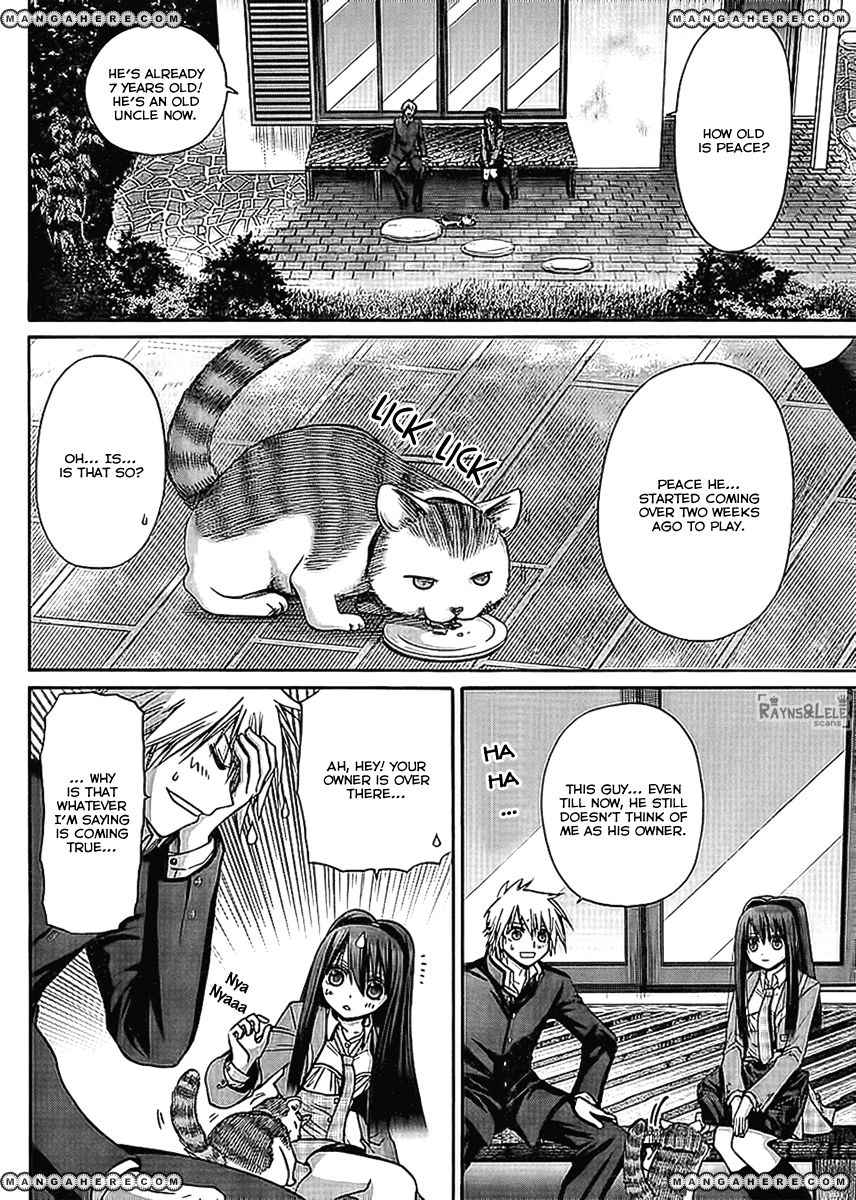 MANGAHERE.COM
MANGAHERE.COM
HOW OLD
IS PEACE?
HE'S ALREADY
7 YEARS OLD!
HE'S AN OLD
UNCLE NOW.
PEACE HE...
STARTED COMING
OVER TWO WEEKS
AGO TO PLAY.
LICK LICK
OH... IS...
IS THAT SO?
RAYNS&LELE
scans
THIS GUY... EVEN
TILL NOW, HE STILL
DOESN'T THINK OF
ME AS HIS OWNER.
HA
HA
...
AH, HEY! YOUR
OWNER IS OVER
THERE...
... WHY
IS THAT
WHATEVER
I'M SAYING
IS COMING
TRUE...
Nya
Nyaaa
MANGAHERE.COM
MANGAHERE.COM